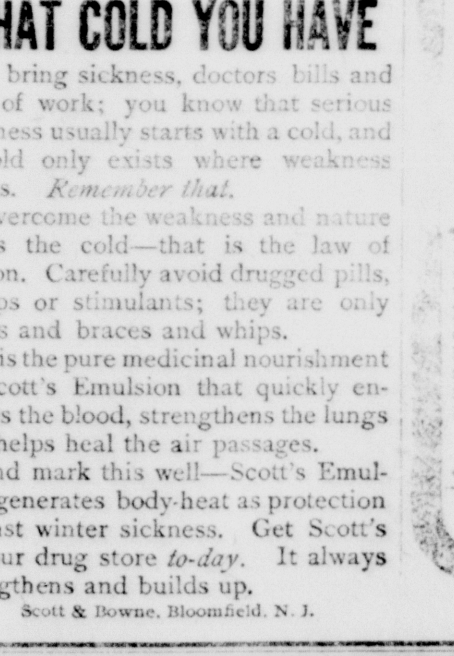 HAT COLD YOU HAVE
bring sickness, doctors bills and
of work; you know that serious
ness usually starts with a cold, and
old only exists where weakness
s. Remember that.
vercome the weakness and nature
s the cold—that is the law of
on. Carefully avoid drugged pills,
ps or stimulants; they are only
s and braces and whips.
is the pure medicinal nourishment
cott's Emulsion that quickly en-
s the blood, strengthens the lungs
helps heal the air passages.
nd mark this well—Scott's Emul-
generates body-heat as protection
nst winter sickness. Get Scott's
ur drug store to-day. It always
gthens and builds up.
Scott & Bowne, Bloomfield, N. J.